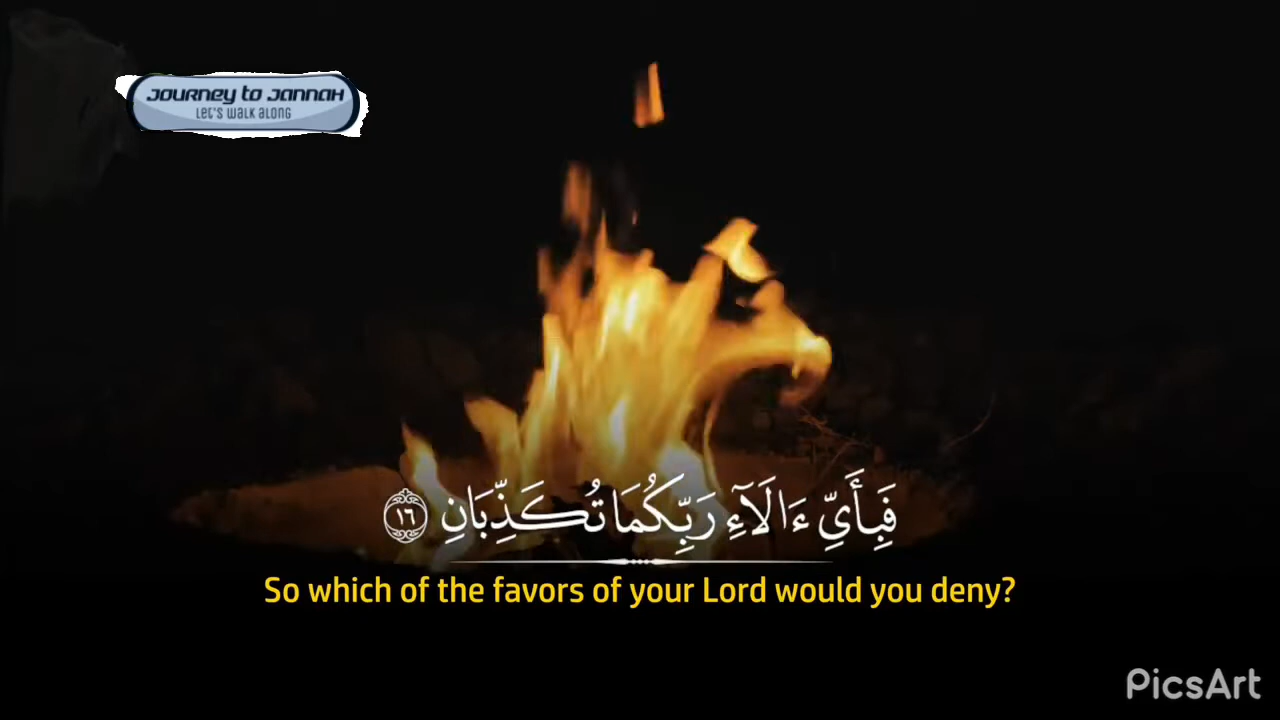 JOURNEY to JANNAH
LET'S WALK ALONG
فَبِأَيِّ ءَالَآءِ رَبِّكُمَا تُكَذِّبَانِ ١٦
So which of the favors of your Lord would you deny?
PicsArt